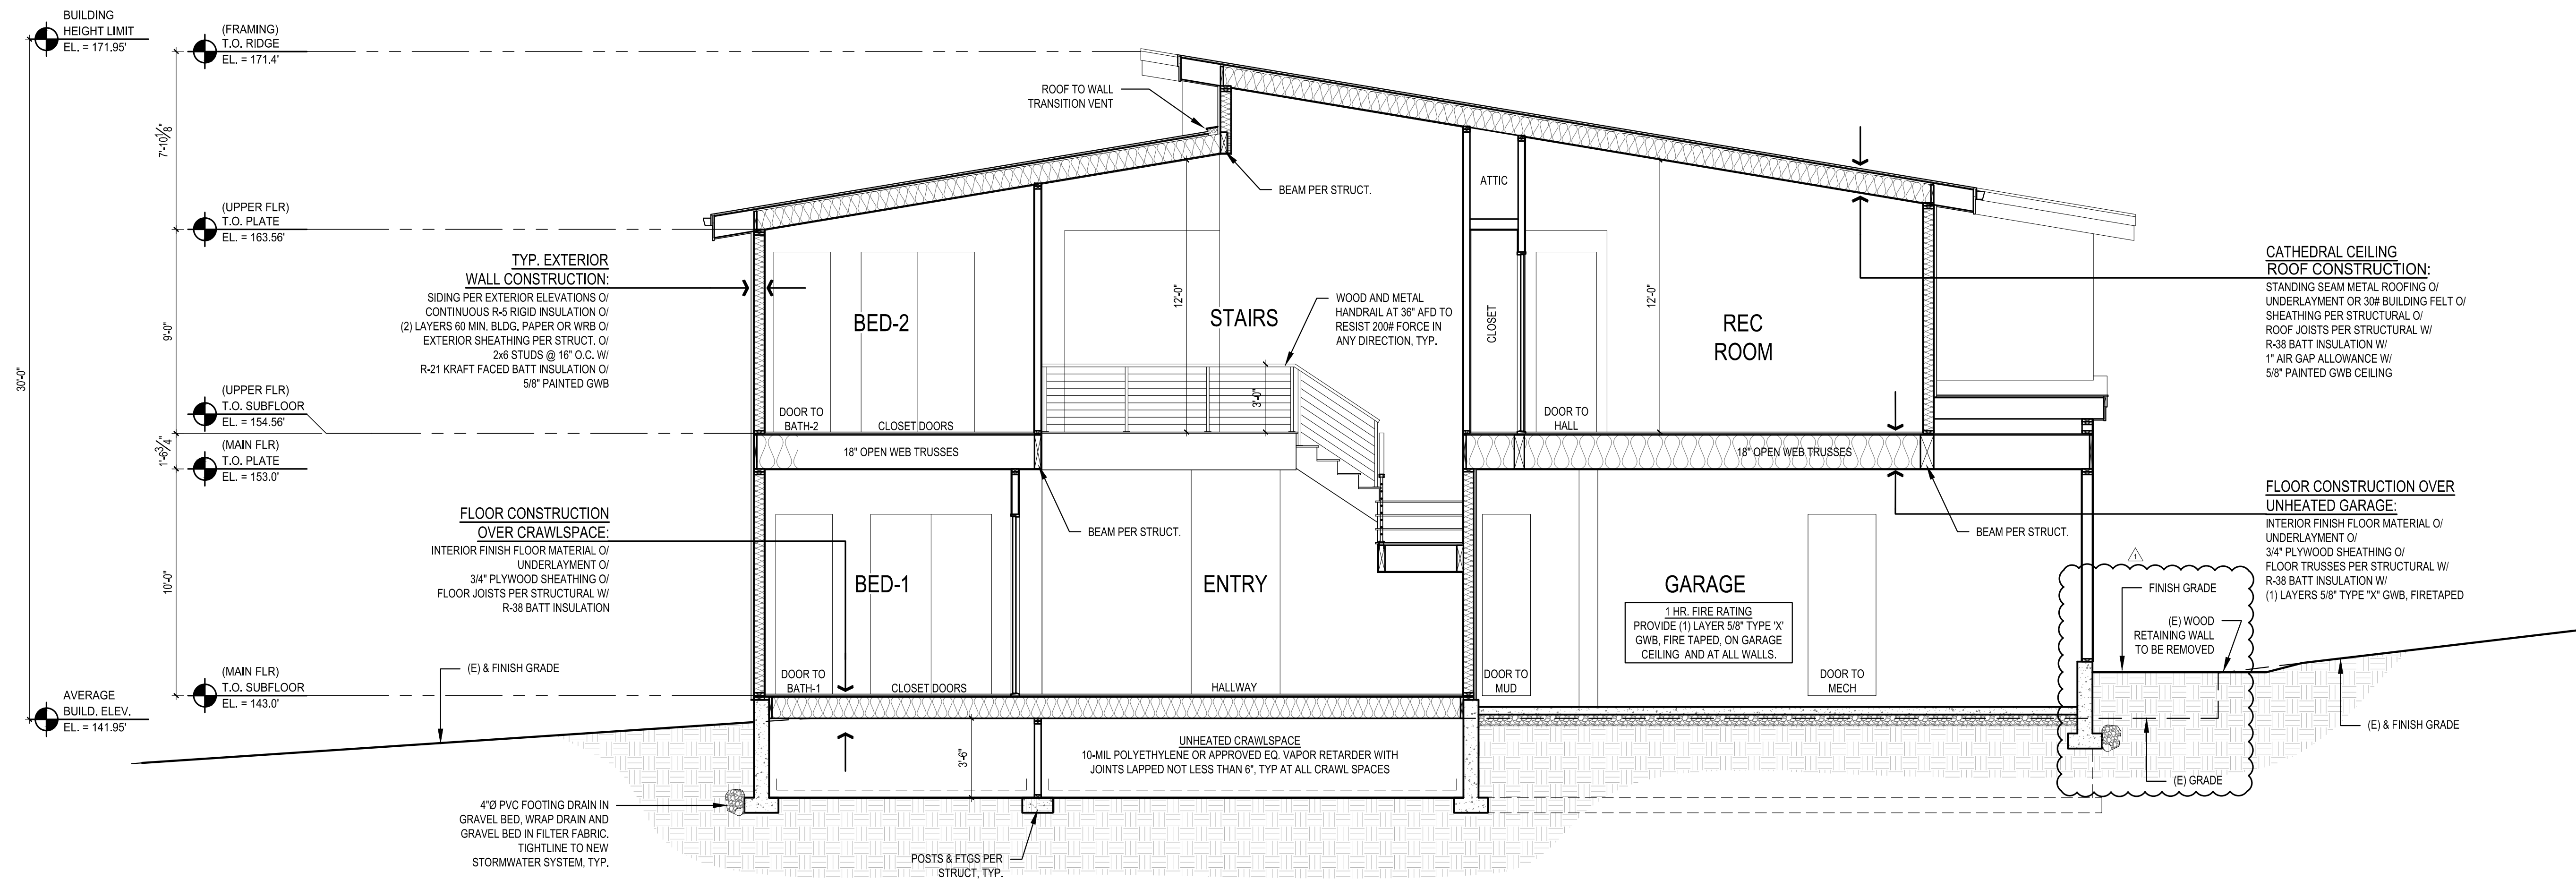 BUILDING
HEIGHT LIMIT
EL. = 171.95'
(FRAMING)
T.O. RIDGE
EL. = 171.4'
7'-10 1/8"
(UPPER FLR)
T.O. PLATE
EL. = 163.56'
9'-0"
30'-0"
(UPPER FLR)
T.O. SUBFLOOR
EL. = 154.56'
1'-6 3/4"
(MAIN FLR)
T.O. PLATE
EL. = 153.0'
10'-0"
(MAIN FLR)
T.O. SUBFLOOR
EL. = 143.0'
AVERAGE
BUILD. ELEV.
EL. = 141.95'
TYP. EXTERIOR
WALL CONSTRUCTION:
SIDING PER EXTERIOR ELEVATIONS O/
CONTINUOUS R-5 RIGID INSULATION O/
(2) LAYERS 60 MIN. BLDG. PAPER OR WRB O/
EXTERIOR SHEATHING PER STRUCT. O/
2x6 STUDS @ 16" O.C. W/
R-21 KRAFT FACED BATT INSULATION O/
5/8" PAINTED GWB
FLOOR CONSTRUCTION
OVER CRAWLSPACE:
INTERIOR FINISH FLOOR MATERIAL O/
UNDERLAYMENT O/
3/4" PLYWOOD SHEATHING O/
FLOOR JOISTS PER STRUCTURAL W/
R-38 BATT INSULATION
(E) & FINISH GRADE
4"Ø PVC FOOTING DRAIN IN
GRAVEL BED, WRAP DRAIN AND
GRAVEL BED IN FILTER FABRIC.
TIGHTLINE TO NEW
STORMWATER SYSTEM, TYP.
ROOF TO WALL
TRANSITION VENT
BEAM PER STRUCT.
ATTIC
BED-2
12'-0"
STAIRS
WOOD AND METAL
HANDRAIL AT 36" AFD TO
RESIST 200# FORCE IN
ANY DIRECTION, TYP.
CLOSET
12'-0"
REC
ROOM
3'-0"
DOOR TO
BATH-2
CLOSET DOORS
DOOR TO
HALL
18" OPEN WEB TRUSSES
18" OPEN WEB TRUSSES
BEAM PER STRUCT.
BEAM PER STRUCT.
BED-1
ENTRY
GARAGE
1 HR. FIRE RATING
PROVIDE (1) LAYER 5/8" TYPE 'X'
GWB, FIRE TAPED, ON GARAGE
CEILING AND AT ALL WALLS.
DOOR TO
BATH-1
CLOSET DOORS
HALLWAY
DOOR TO
MUD
DOOR TO
MECH
3'-6"
UNHEATED CRAWLSPACE
10-MIL POLYETHYLENE OR APPROVED EQ. VAPOR RETARDER WITH
JOINTS LAPPED NOT LESS THAN 6", TYP AT ALL CRAWL SPACES
POSTS & FTGS PER
STRUCT, TYP.
CATHEDRAL CEILING
ROOF CONSTRUCTION:
STANDING SEAM METAL ROOFING O/
UNDERLAYMENT OR 30# BUILDING FELT O/
SHEATHING PER STRUCTURAL O/
ROOF JOISTS PER STRUCTURAL W/
R-38 BATT INSULATION W/
1" AIR GAP ALLOWANCE W/
5/8" PAINTED GWB CEILING
FLOOR CONSTRUCTION OVER
UNHEATED GARAGE:
INTERIOR FINISH FLOOR MATERIAL O/
UNDERLAYMENT O/
3/4" PLYWOOD SHEATHING O/
FLOOR TRUSSES PER STRUCTURAL W/
R-38 BATT INSULATION W/
(1) LAYERS 5/8" TYPE "X" GWB, FIRETAPED
1
FINISH GRADE
(E) WOOD
RETAINING WALL
TO BE REMOVED
(E) & FINISH GRADE
(E) GRADE